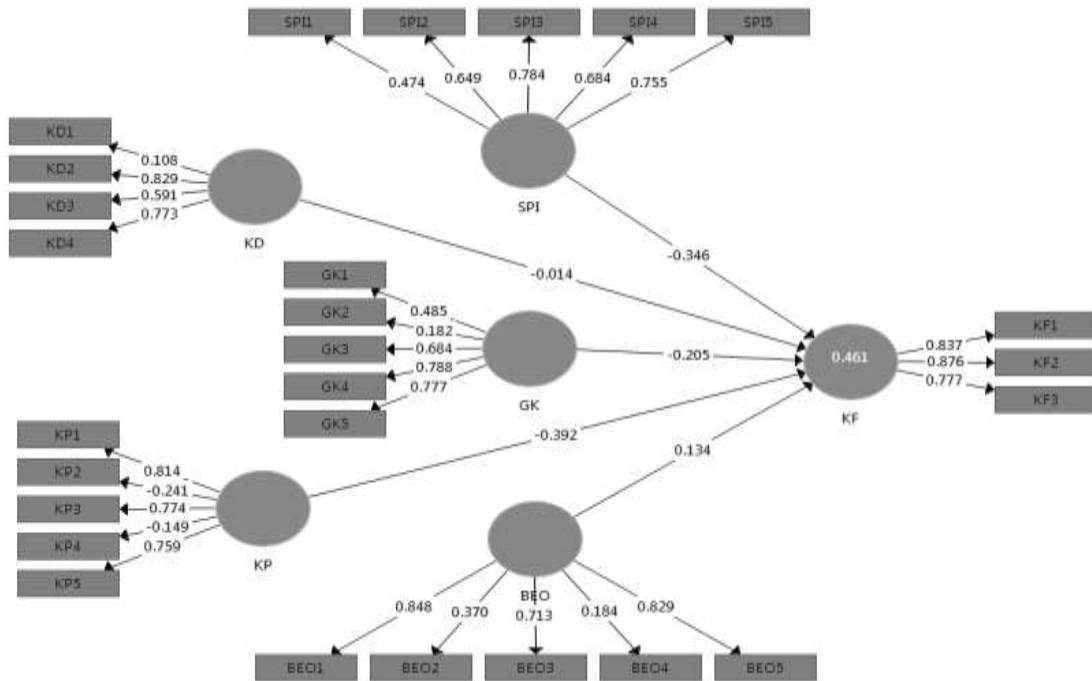 SPI1 SPI2 SPI3 SPI4 SPI5
0.474 0.649 0.784 0.684 0.755
SPI
KD1
KD2
KD3
KD4
0.108
0.829
0.591
0.773
KD
-0.346
-0.014
GK1
GK2
GK3
GK4
GK5
0.485
0.182
0.684
0.788
0.777
GK
-0.205
0.461
KF
0.837
0.876
0.777
KF1
KF2
KF3
KP1
KP2
KP3
KP4
KP5
0.814
-0.241
0.774
-0.149
0.759
KP
-0.392
0.134
BEO
0.848 0.370 0.713 0.184 0.829
BEO1 BEO2 BEO3 BEO4 BEO5